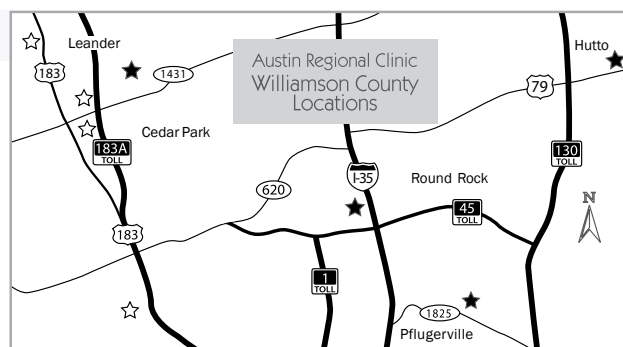 Leander
Hutto
183
1431
Austin Regional Clinic
Williamson County
Locations
79
Cedar Park
183A
TOLL
130
TOLL
I-35
Round Rock
620
45
TOLL
N
183
1
TOLL
1825
Pflugerville